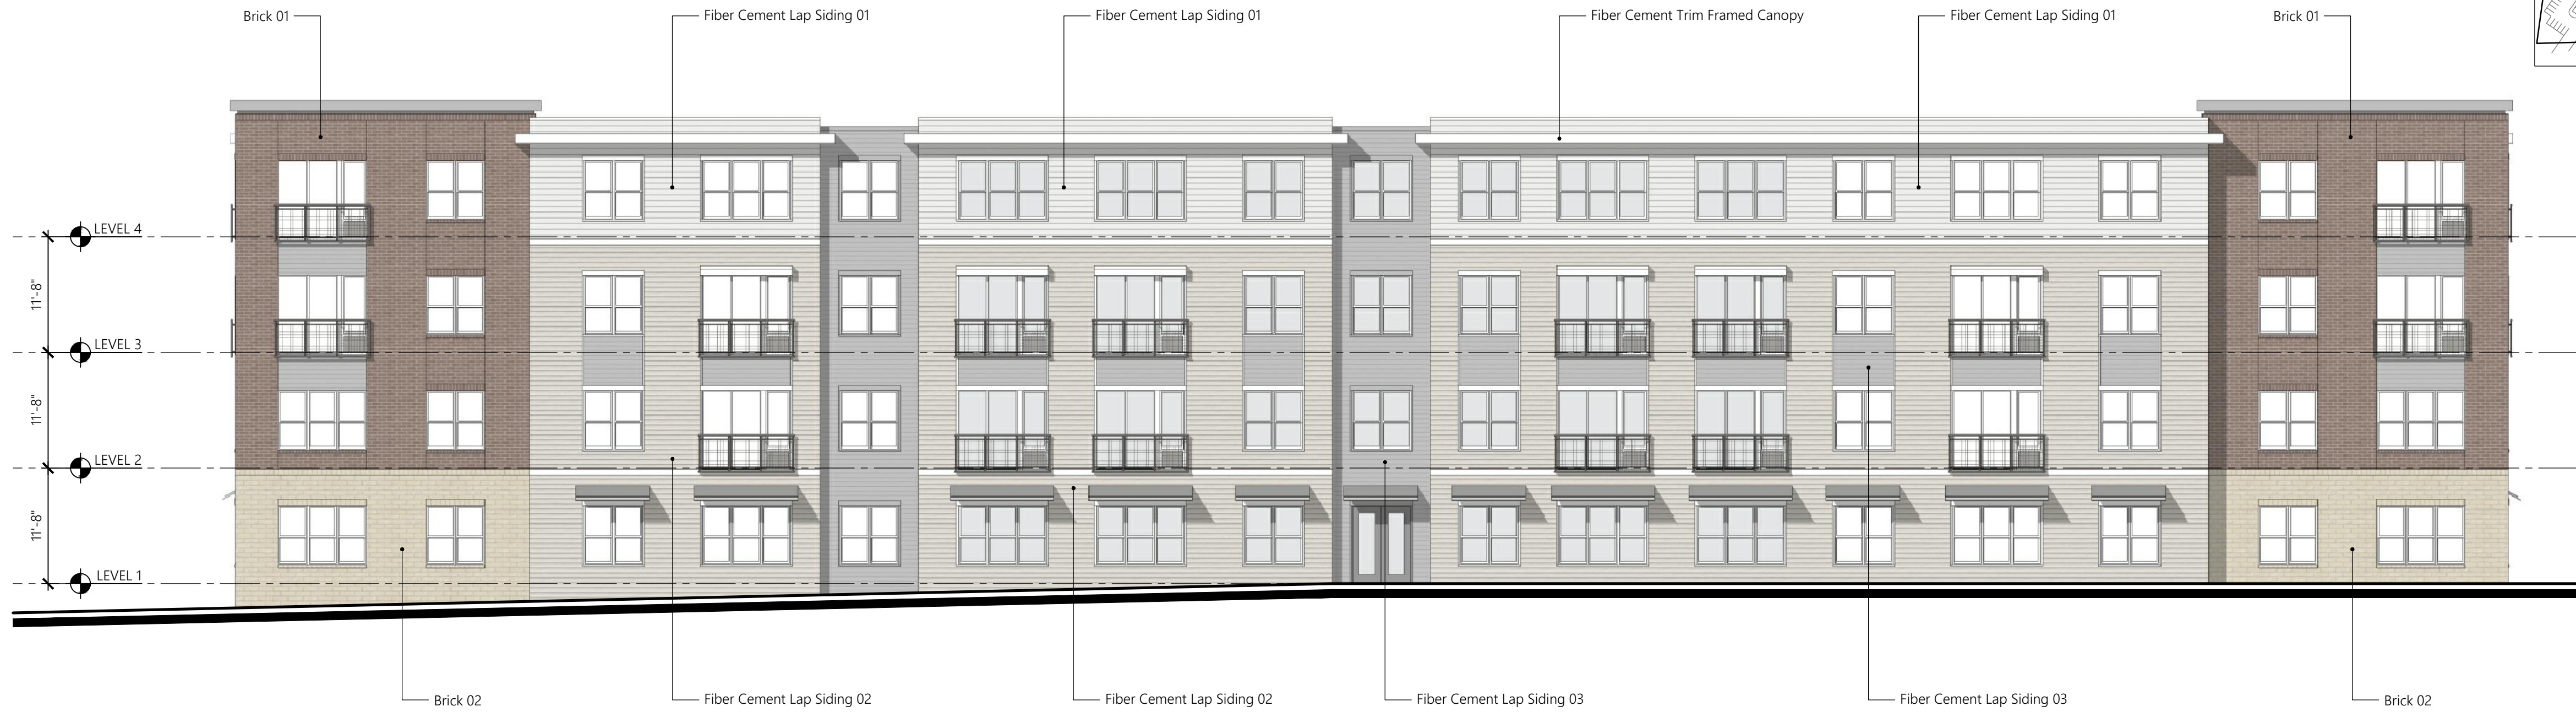 Brick 01
Fiber Cement Lap Siding 01
Fiber Cement Lap Siding 01
Fiber Cement Trim Framed Canopy
Fiber Cement Lap Siding 01
Brick 01
LEVEL 4
11'-8"
LEVEL 3
11'-8"
LEVEL 2
11'-8"
LEVEL 1
Brick 02
Fiber Cement Lap Siding 02
Fiber Cement Lap Siding 02
Fiber Cement Lap Siding 03
Fiber Cement Lap Siding 03
Brick 02